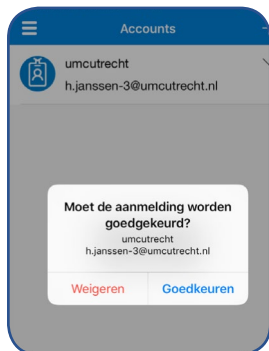 Accounts
umcutrecht
h.janssen-3@umcutrecht.nl
Moet de aanmelding worden
goedgekeurd?
umcutrecht
h.janssen-3@umcutrecht.nl
Weigeren Goedkeuren